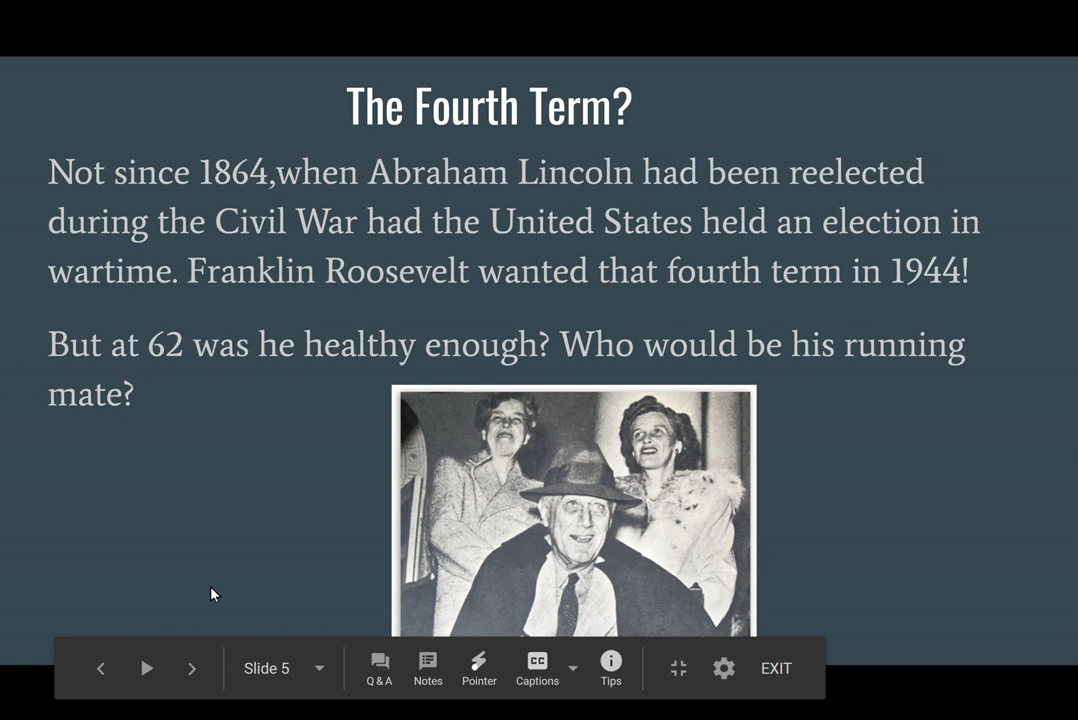 The Fourth Term?
Not since 1864,when Abraham Lincoln had been reelected
during the Civil War had the United States held an election in
wartime. Franklin Roosevelt wanted that fourth term in 1944!
But at 62 was he healthy enough? Who would be his running
mate?
Slide 5
Q & A
Notes
Pointer
CC
Captions
Tips
EXIT